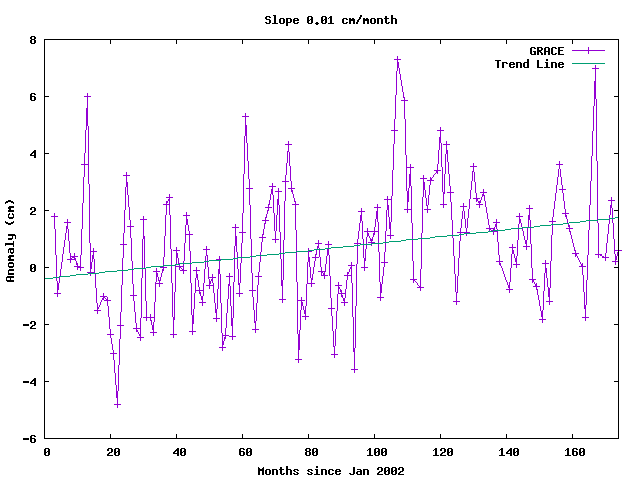 Slope 0.01 cm/month
GRACE
Trend Line
8
6
4
2
0
-2
-4
-6
Anomaly (cm)
0 20 40 60 80 100 120 140 160
Months since Jan 2002